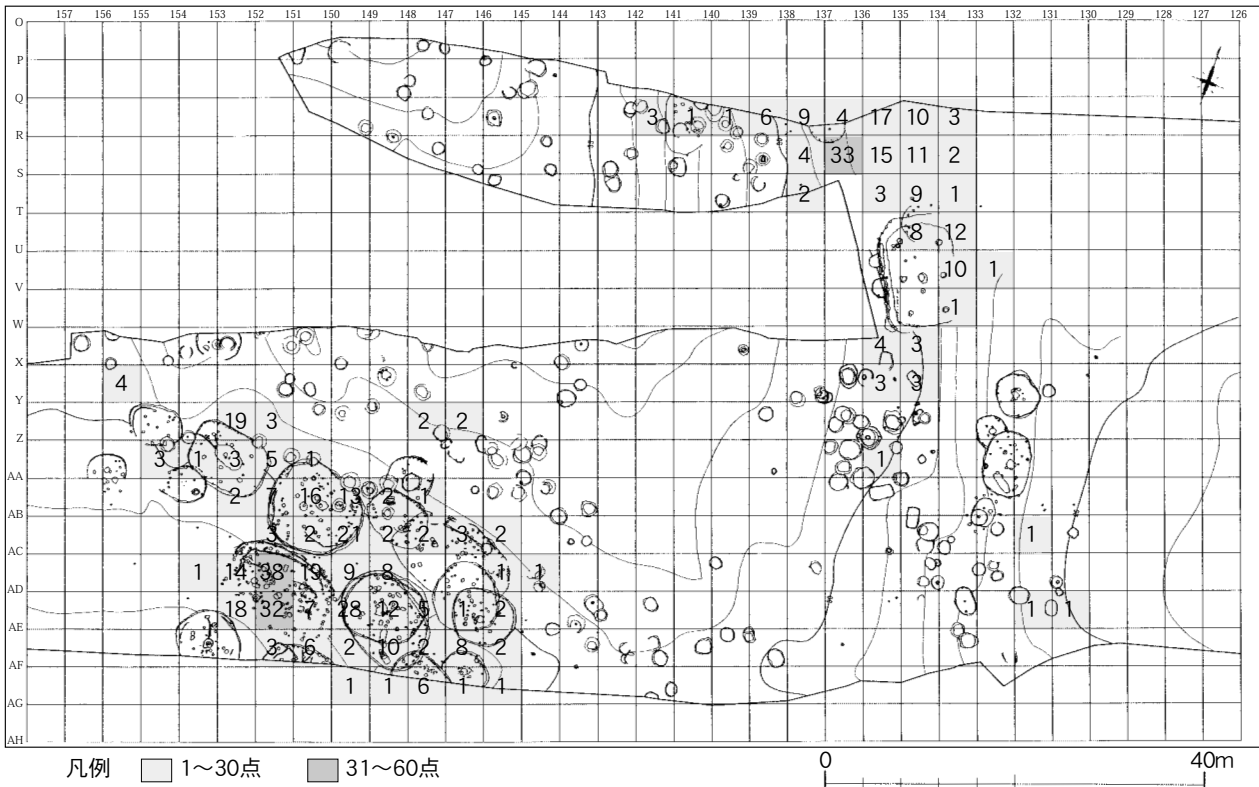 157 156 155 154 153 152 151 150 149 148 147 146 145 144 143 142 141 140 139 138 137 136 135 134 133 132 131 130 129 128 127 126
O
P
Q
3 1 1 6 9 4 17 10 3
R
4 33 15 11 2
S
2 3 9 1
T
8 12
U
10 1
V
1
W
4 3
X
4 3 3
Y
19 3 2 2
Z
3 1 3 5 1 1
AA
2 7 16 13 2 1
AB
3 2 21 2 2 3 2 1
AC
1 14 38 19 9 8 1 1
AD
18 32 7 28 12 5 1 2 1 1
AE
3 6 2 10 2 8 2
AF
1 1 6 1 1
AG
AH
凡例 1～30点 31～60点
0 40m